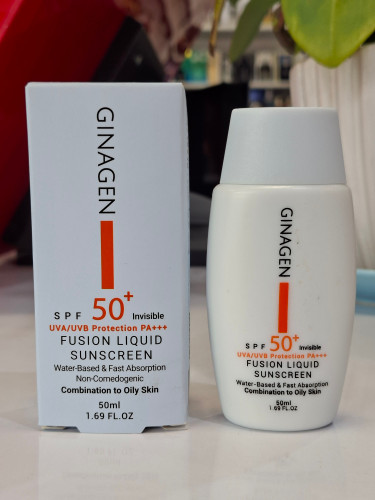 GINAGEN
SPF 50+ Invisible
UVA/UVB Protection PA+++
FUSION LIQUID
SUNSCREEN
Water-Based & Fast Absorption
Non-Comedogenic
Combination to Oily Skin
50ml
1.69 FL.OZ
GINAGEN
SPF 50+ Invisible
UVA/UVB Protection PA+++
FUSION LIQUID
SUNSCREEN
Water-Based & Fast Absorption
Combination to Oily Skin
50ml
1.69 FL.OZ